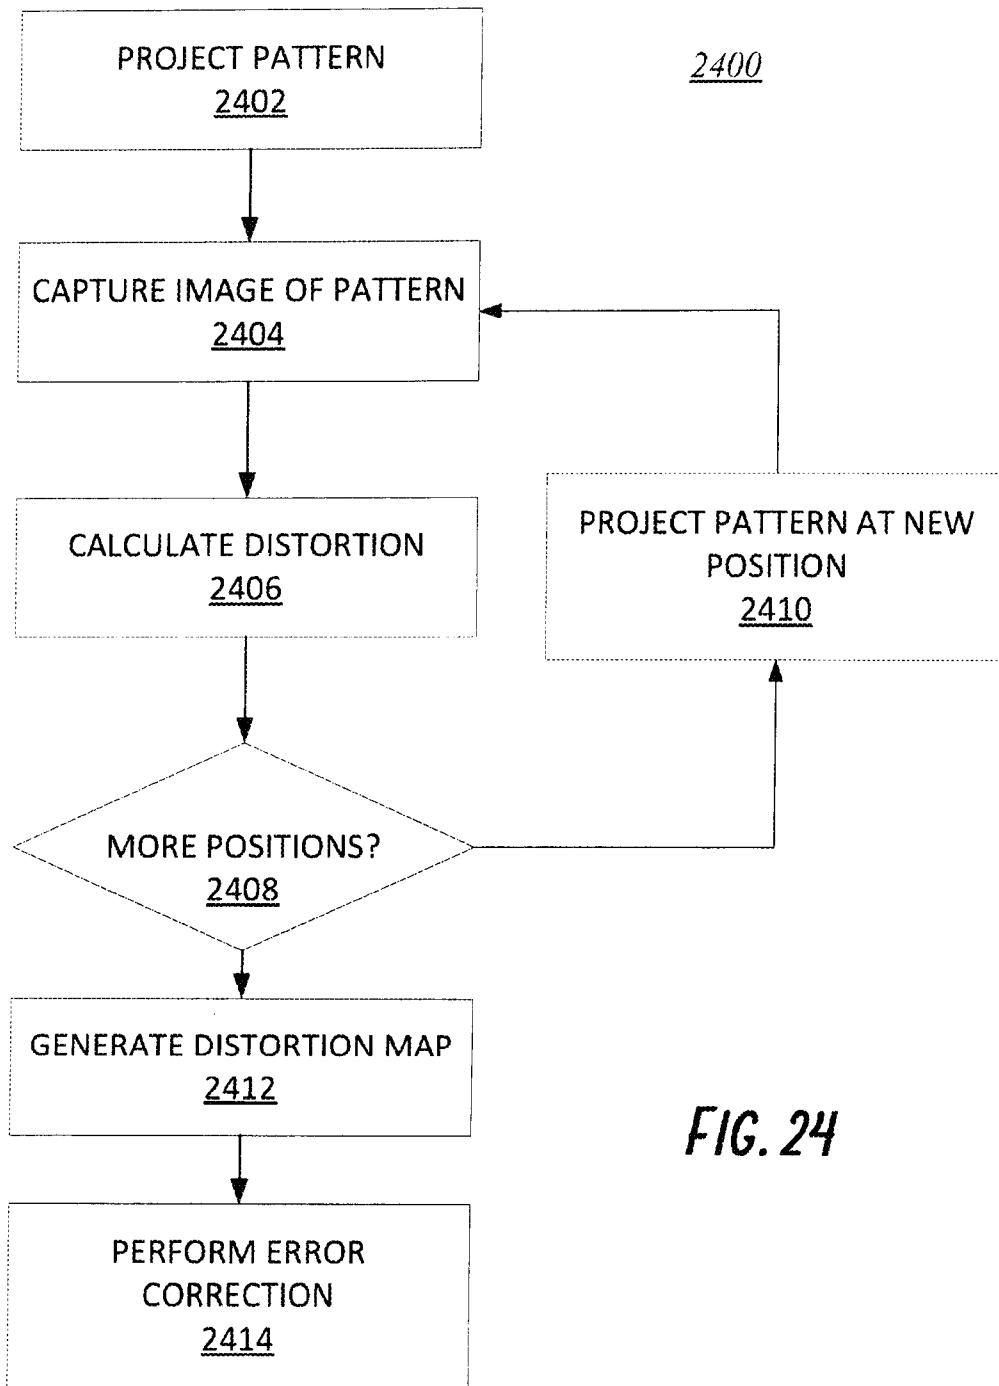 PROJECT PATTERN
2402
2400
CAPTURE IMAGE OF PATTERN
2404
CALCULATE DISTORTION
2406
PROJECT PATTERN AT NEW
POSITION
2410
MORE POSITIONS?
2408
GENERATE DISTORTION MAP
2412
FIG. 24
PERFORM ERROR
CORRECTION
2414